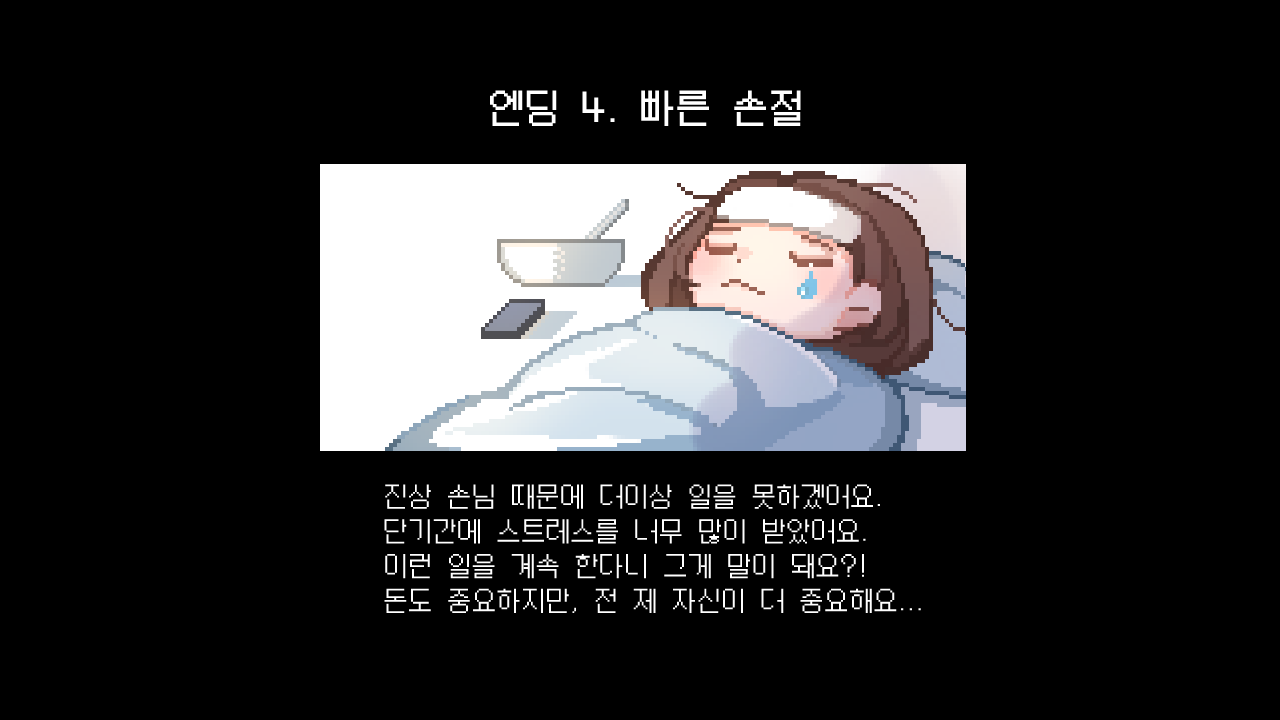 엔딩 4. 빠른 손절
진상 손님 때문에 더이상 일을 못하겠어요.
단기간에 스트레스를 너무 많이 받았어요.
이런 일을 계속 한다니 그게 말이 돼요?!
돈도 중요하지만, 전 제 자신이 더 중요해요...